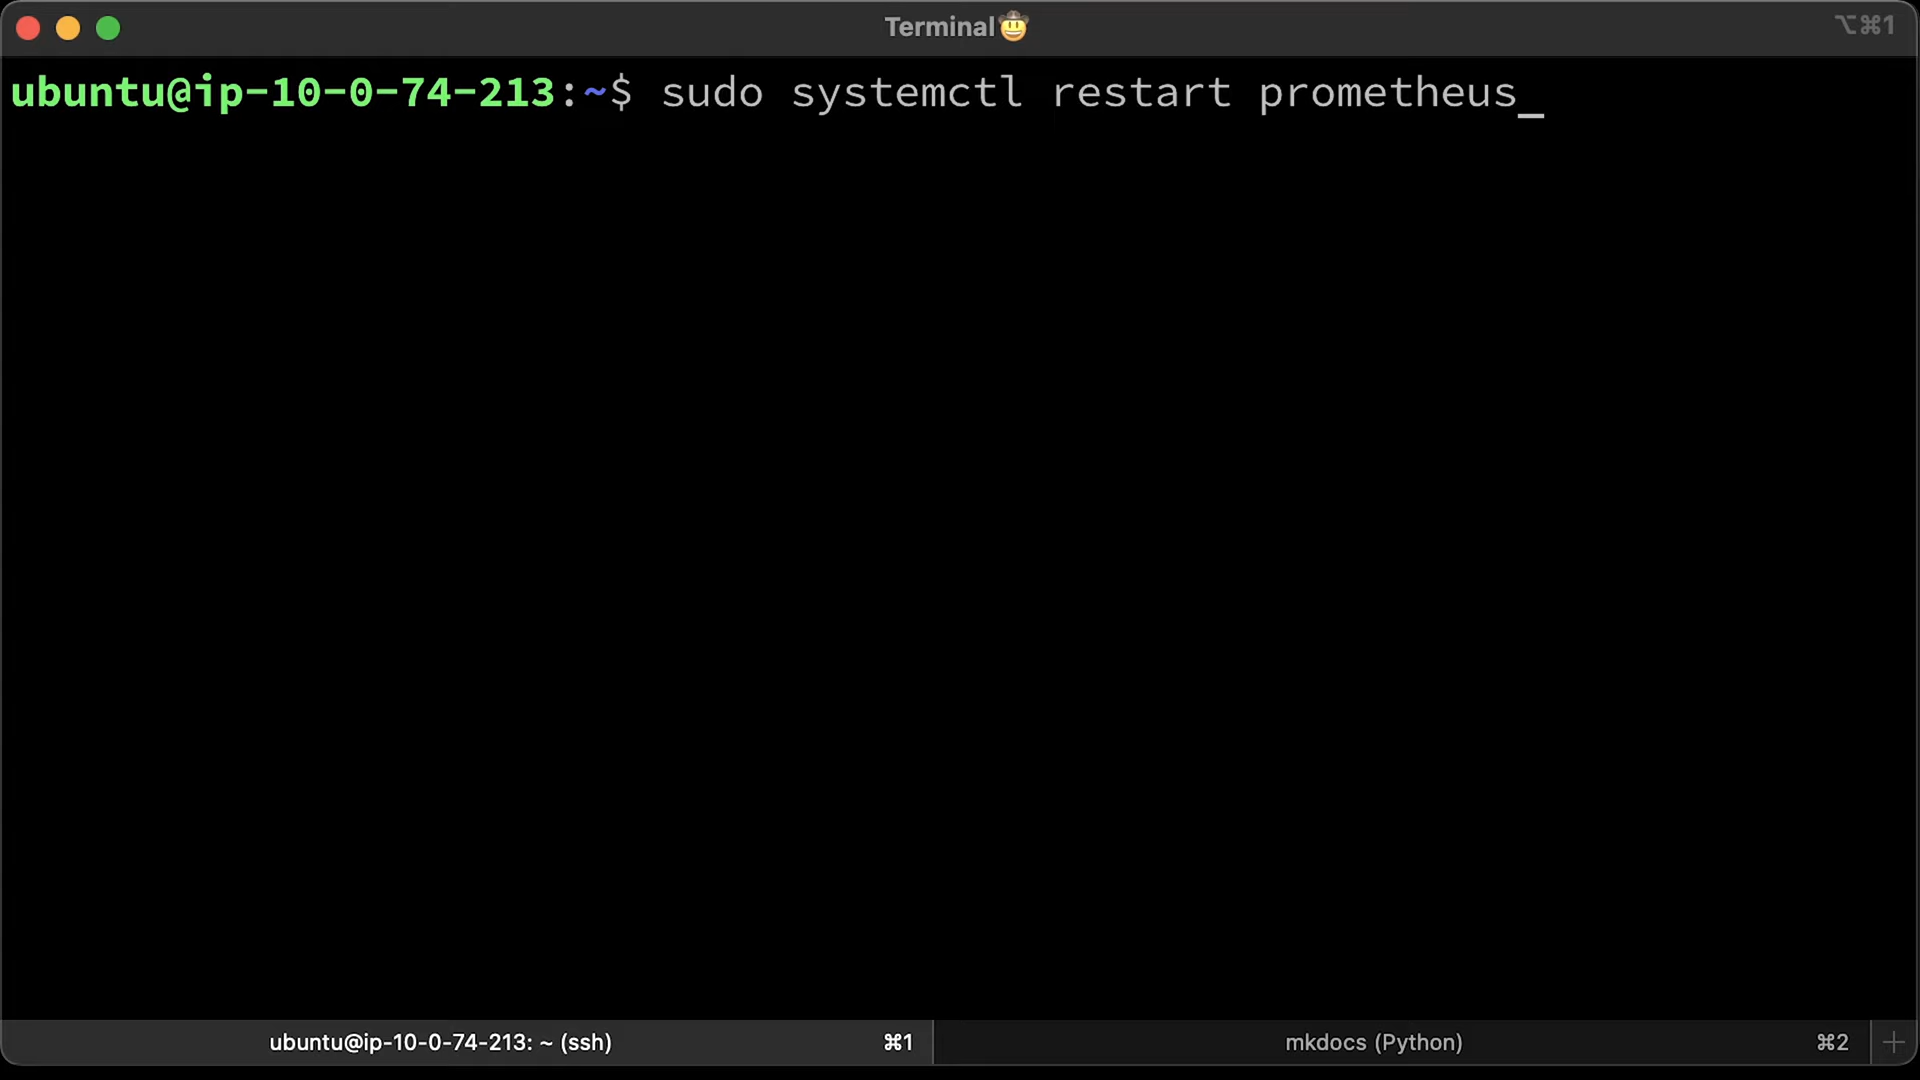 Terminal🤠 ⌥⌘1
ubuntu@ip-10-0-74-213:~$ sudo systemctl restart prometheus_
ubuntu@ip-10-0-74-213: ~ (ssh) ⌘1 mkdocs (Python) ⌘2 +